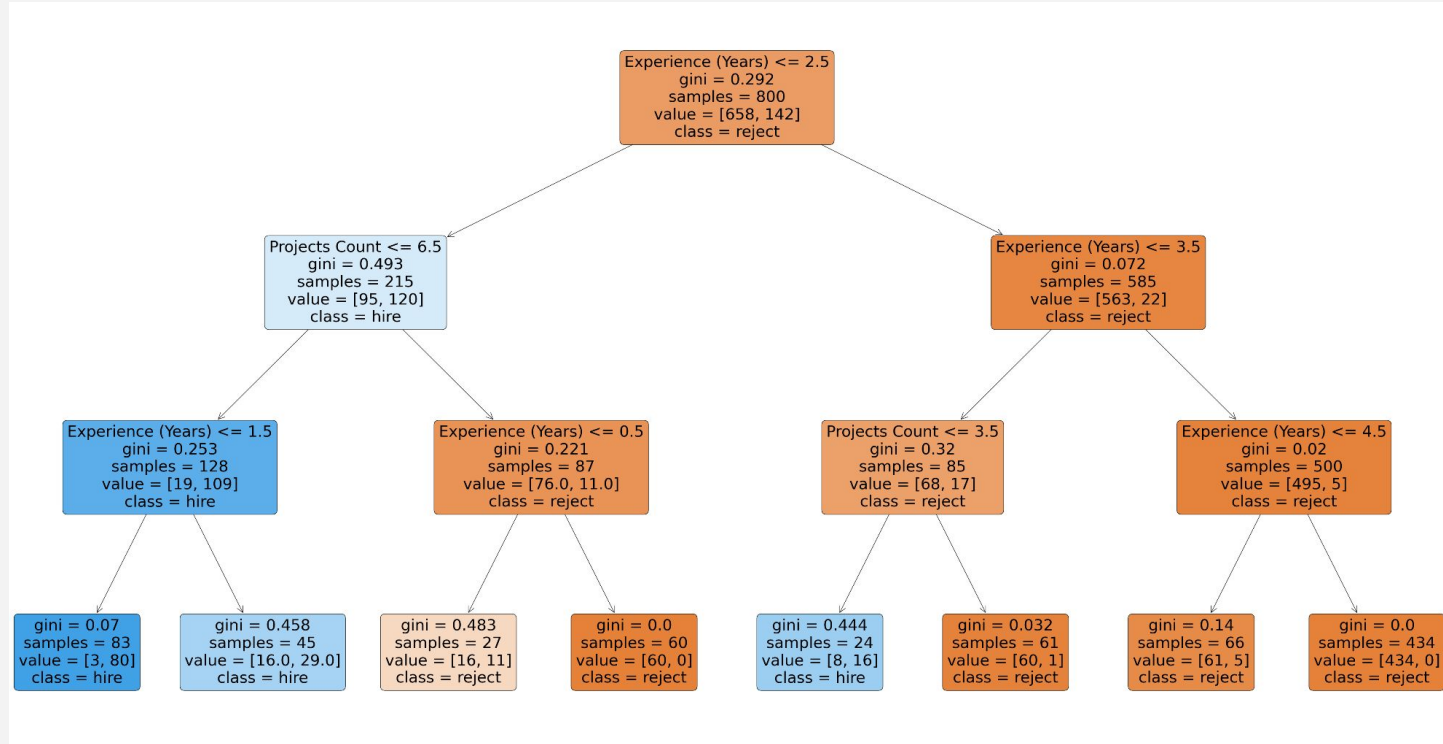 Experience (Years) <= 2.5
gini = 0.292
samples = 800
value = [658, 142]
class = reject
Projects Count <= 6.5
gini = 0.493
samples = 215
value = [95, 120]
class = hire
Experience (Years) <= 3.5
gini = 0.072
samples = 585
value = [563, 22]
class = reject
Experience (Years) <= 1.5
gini = 0.253
samples = 128
value = [19, 109]
class = hire
Experience (Years) <= 0.5
gini = 0.221
samples = 87
value = [76.0, 11.0]
class = reject
Projects Count <= 3.5
gini = 0.32
samples = 85
value = [68, 17]
class = reject
Experience (Years) <= 4.5
gini = 0.02
samples = 500
value = [495, 5]
class = reject
gini = 0.07
samples = 83
value = [3, 80]
class = hire
gini = 0.458
samples = 45
value = [16.0, 29.0]
class = hire
gini = 0.483
samples = 27
value = [16, 11]
class = reject
gini = 0.0
samples = 60
value = [60, 0]
class = reject
gini = 0.444
samples = 24
value = [8, 16]
class = hire
gini = 0.032
samples = 61
value = [60, 1]
class = reject
gini = 0.14
samples = 66
value = [61, 5]
class = reject
gini = 0.0
samples = 434
value = [434, 0]
class = reject